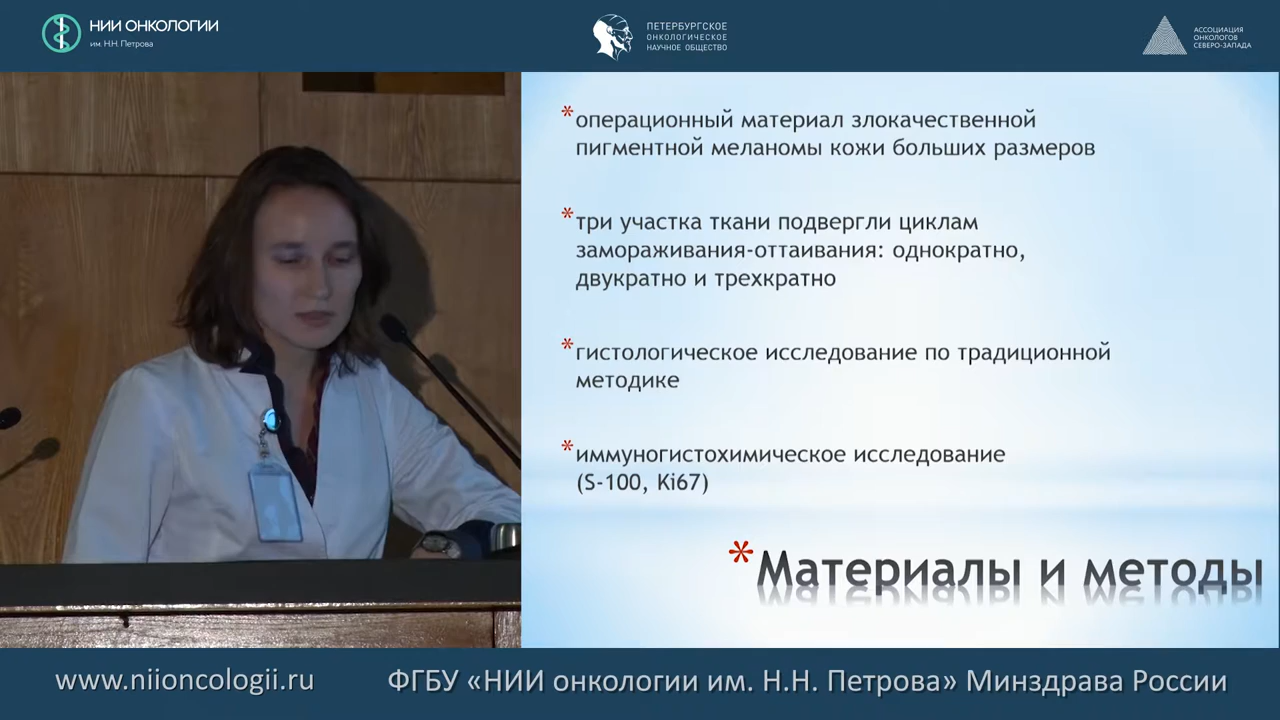 НИИ ОНКОЛОГИИ
им. Н.Н. Петрова
ПЕТЕРБУРГСКОЕ
ОНКОЛОГИЧЕСКОЕ
НАУЧНОЕ ОБЩЕСТВО
АССОЦИАЦИЯ
ОНКОЛОГОВ
СЕВЕРО-ЗАПАДА
*операционный материал злокачественной
пигментной меланомы кожи больших размеров
*три участка ткани подвергли циклам
замораживания-оттаивания: однократно,
двукратно и трехкратно
*гистологическое исследование по традиционной
методике
*иммуногистохимическое исследование
(S-100, Ki67)
*Материалы и методы
www.niioncologii.ru
ФГБУ «НИИ онкологии им. Н.Н. Петрова» Минздрава России